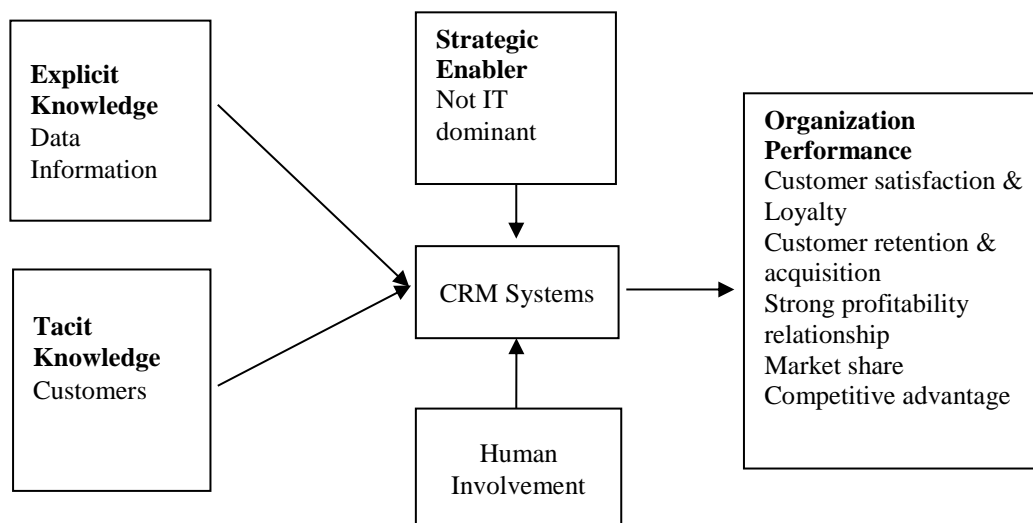 Explicit
Knowledge
Data
Information
Tacit
Knowledge
Customers
Strategic
Enabler
Not IT
dominant
CRM Systems
Human
Involvement
Organization
Performance
Customer satisfaction &
Loyalty
Customer retention &
acquisition
Strong profitability
relationship
Market share
Competitive advantage